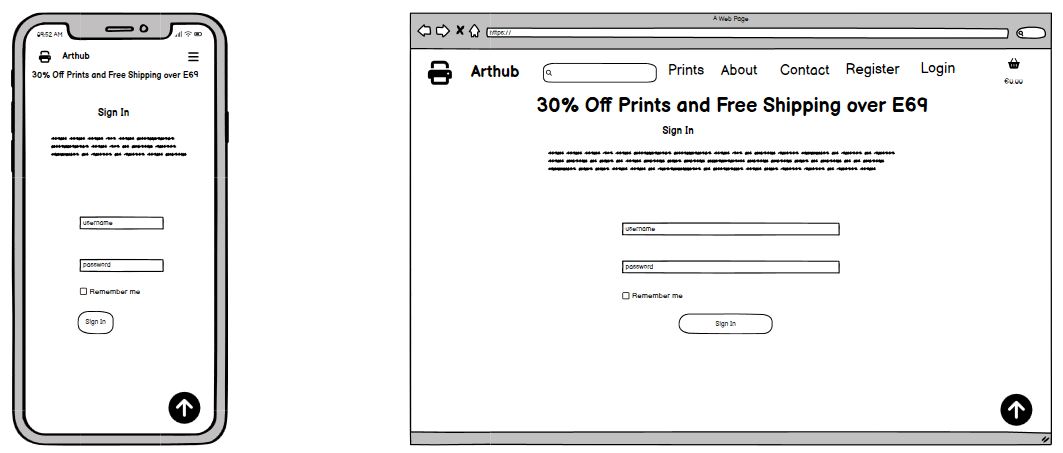 09:52 AM
Arthub
30% Off Prints and Free Shipping over E69
Sign In
username
password
Remember me
Sign In
A Web Page
https://
Arthub
Prints About Contact Register Login
€0.00
30% Off Prints and Free Shipping over E69
Sign In
username
password
Remember me
Sign In